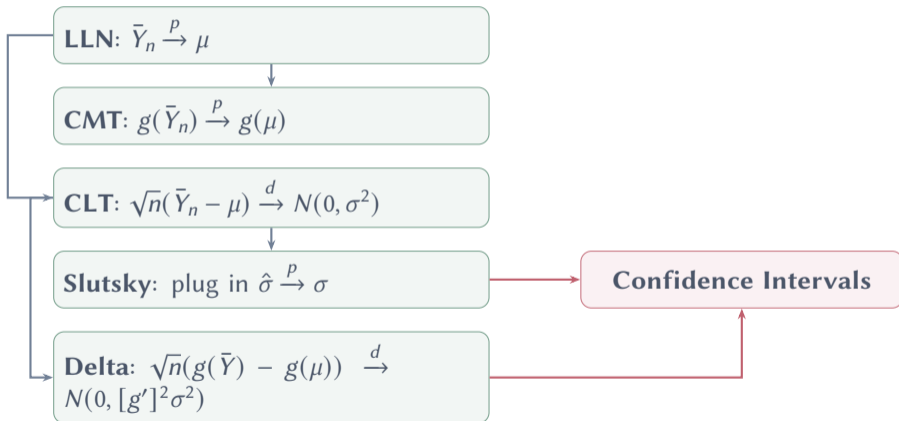 LLN: Ȳₙ →ᵖ μ
CMT: g(Ȳₙ) →ᵖ g(μ)
CLT: √n(Ȳₙ − μ) →ᵈ N(0, σ²)
Slutsky: plug in σ̂ →ᵖ σ
Confidence Intervals
Delta: √n(g(Ȳ) − g(μ)) →ᵈ
N(0, [g′]²σ²)